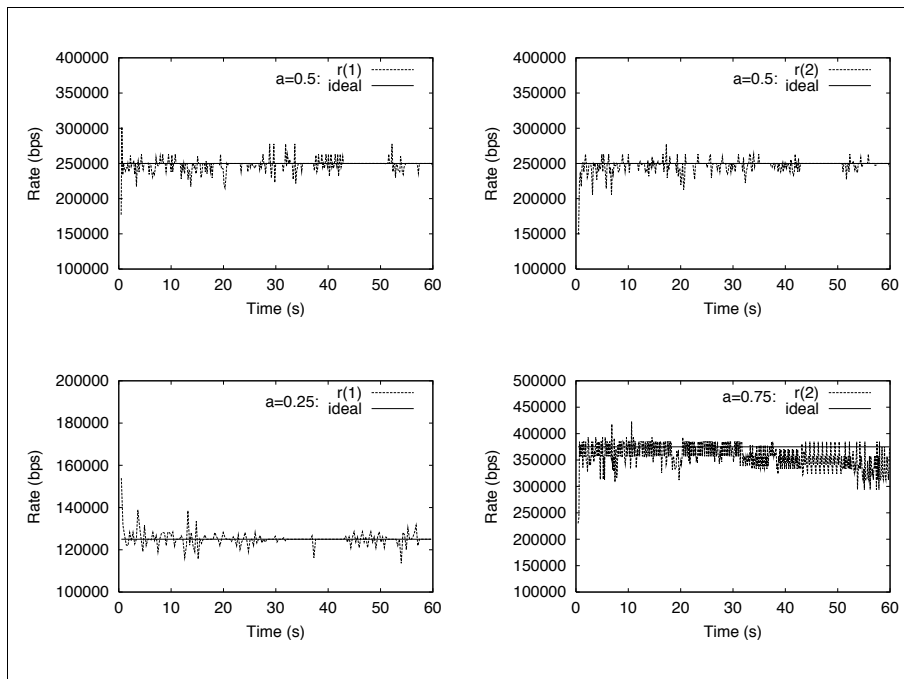 400000
350000
300000
250000
200000
150000
100000
Rate (bps)
a=0.5:
r(1)
ideal
0 10 20 30 40 50 60
Time (s)
400000
350000
300000
250000
200000
150000
100000
Rate (bps)
a=0.5:
r(2)
ideal
0 10 20 30 40 50 60
Time (s)
200000
180000
160000
140000
120000
100000
Rate (bps)
a=0.25:
r(1)
ideal
0 10 20 30 40 50 60
Time (s)
500000
450000
400000
350000
300000
250000
200000
150000
100000
Rate (bps)
a=0.75:
r(2)
ideal
0 10 20 30 40 50 60
Time (s)